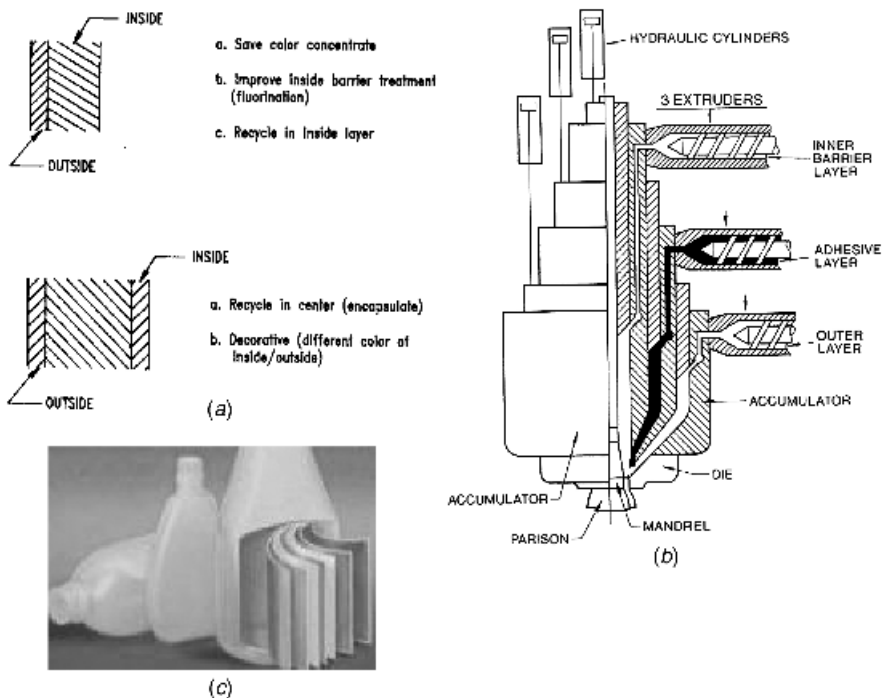 INSIDE
a. Save color concentrate
b. Improve inside barrier treatment
(fluorination)
c. Recycle in inside layer
OUTSIDE
INSIDE
a. Recycle in center (encapsulate)
b. Decorative (different color of
inside/outside)
OUTSIDE
(a)
HYDRAULIC CYLINDERS
3 EXTRUDERS
INNER
BARRIER
LAYER
ADHESIVE
LAYER
OUTER
LAYER
ACCUMULATOR
DIE
ACCUMULATOR
MANDREL
PARISON
(b)
(c)